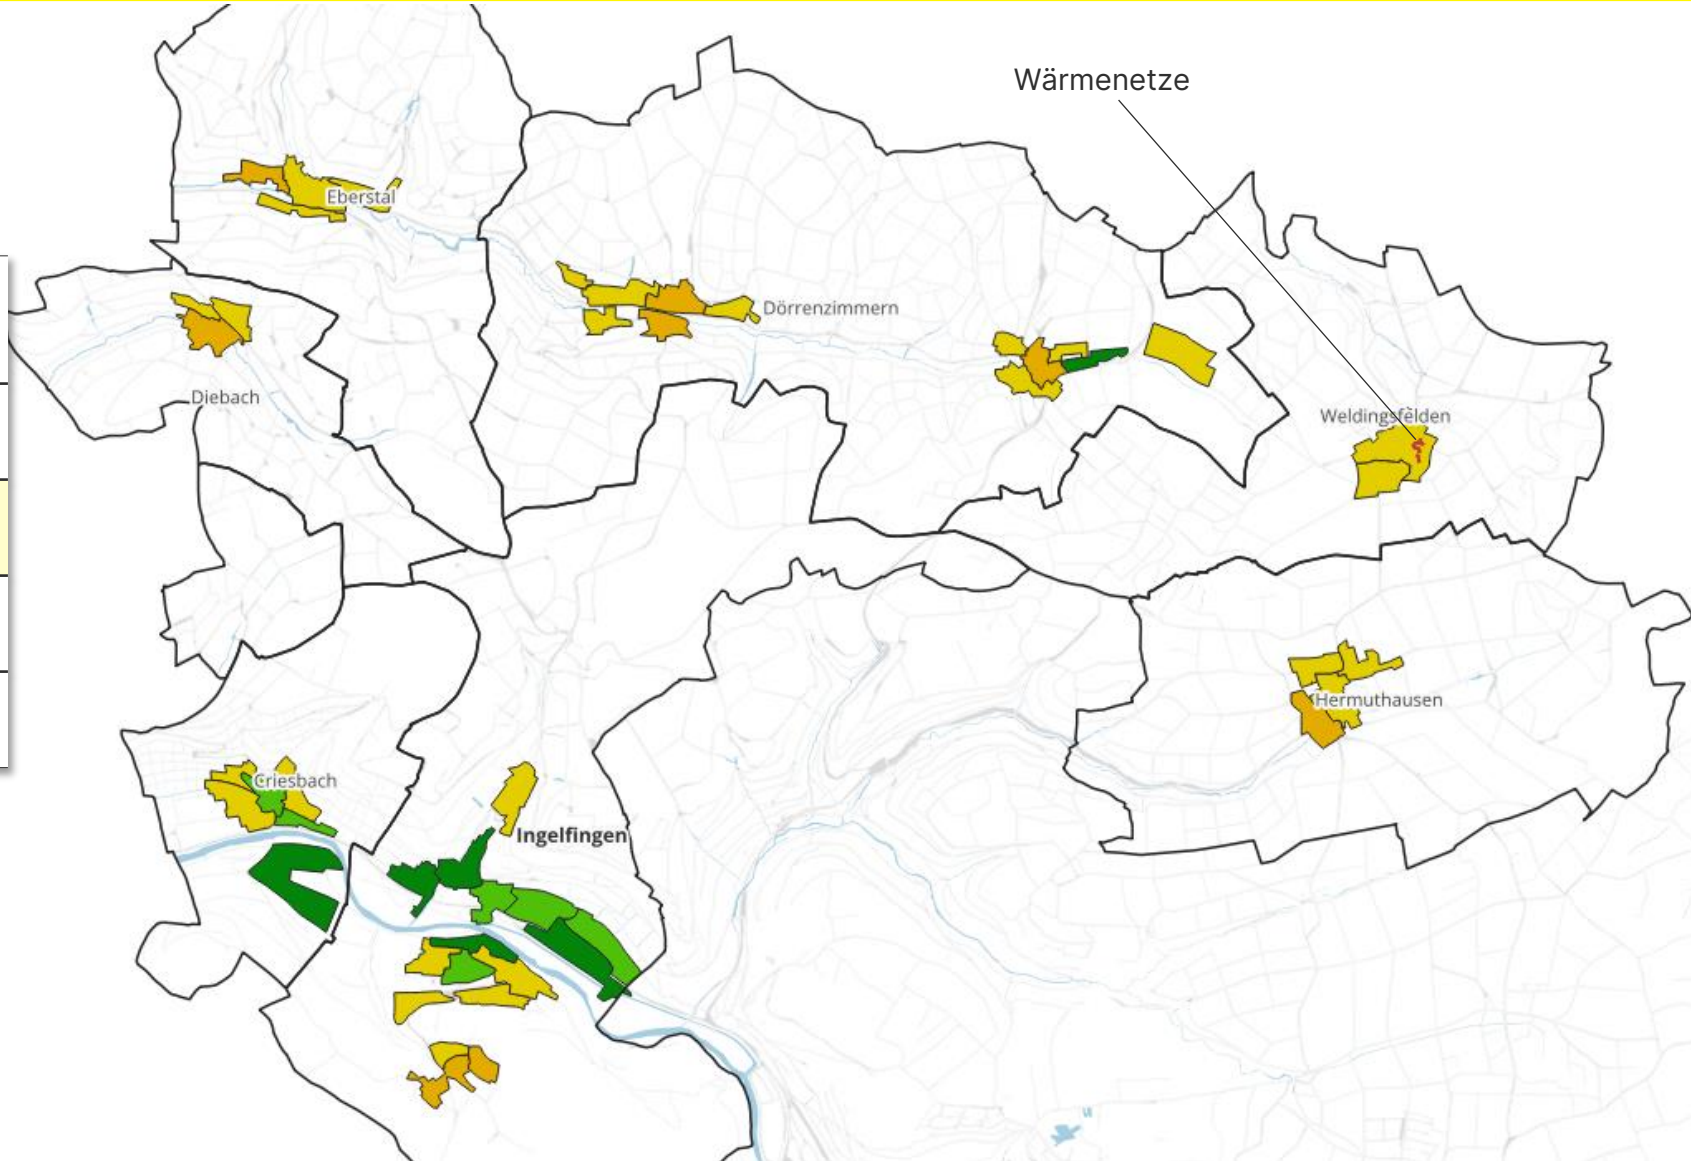 Wärmenetze
Eberstal
Dörrenzimmern
Diebach
Weldingsfelden
Hermuthausen
Criesbach
Ingelfingen